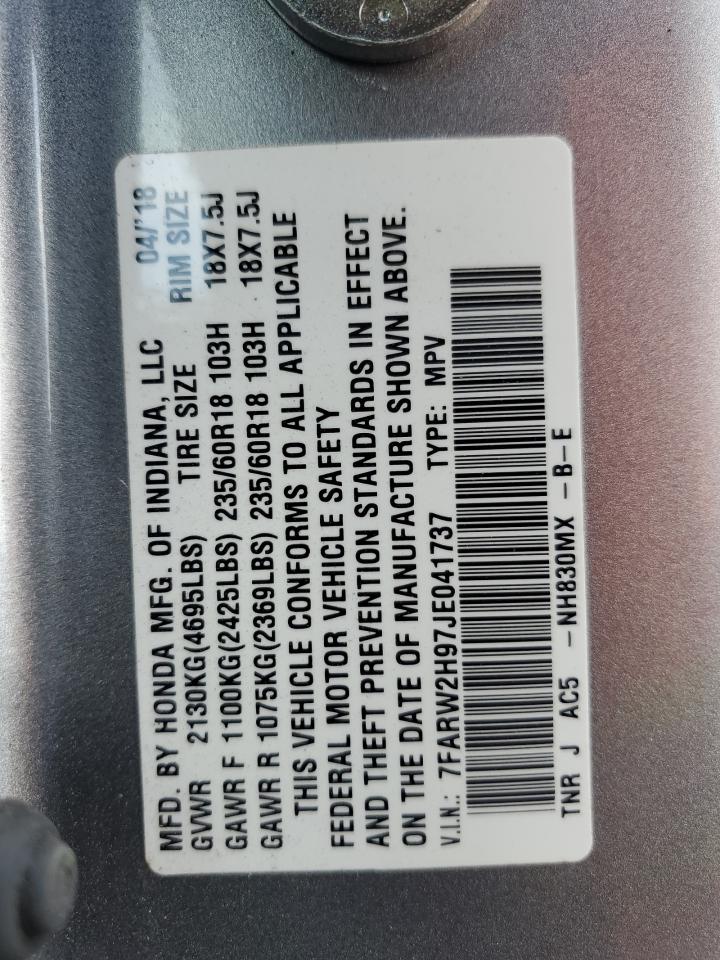 MFD. BY HONDA MFG. OF INDIANA, LLC 04/'18
GVWR 2130KG(4695LBS) TIRE SIZE RIM SIZE
GAWR F 1100KG(2425LBS) 235/60R18 103H 18X7.5J
GAWR R 1075KG(2369LBS) 235/60R18 103H 18X7.5J
THIS VEHICLE CONFORMS TO ALL APPLICABLE
FEDERAL MOTOR VEHICLE SAFETY
AND THEFT PREVENTION STANDARDS IN EFFECT
ON THE DATE OF MANUFACTURE SHOWN ABOVE.
V.I.N.: 7FARW2H97JE041737 TYPE: MPV
TNR J AC5 -NH830MX -B-E